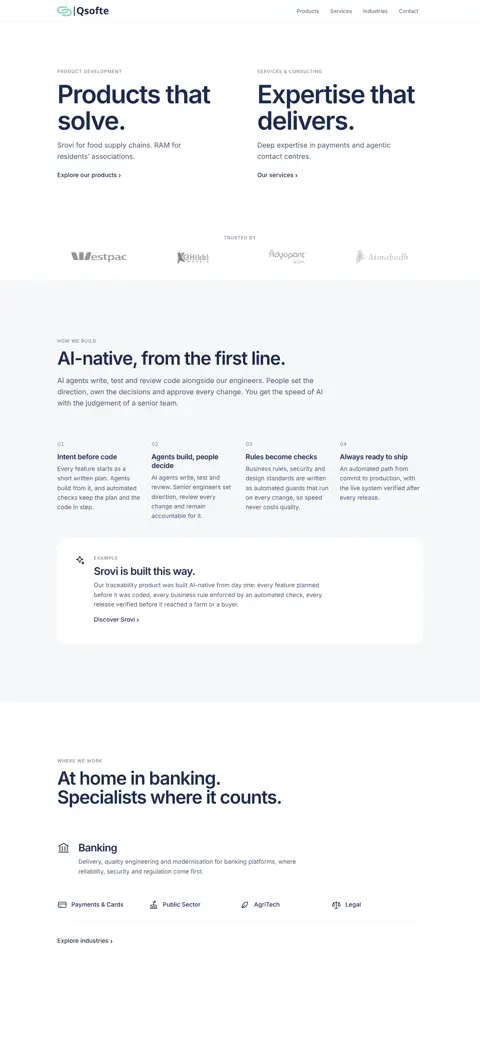 Qsofte
Products
Services
Industries
Contact
PRODUCT DEVELOPMENT
Products that
solve.
Srovi for food supply chains. RAM for
residents' associations.
Explore our products ›
SERVICES & CONSULTING
Expertise that
delivers.
Deep expertise in payments and agentic
contact centres.
Our services ›
TRUSTED BY
Westpac
Adyapant
Atmabodh
HOW WE BUILD
AI-native, from the first line.
AI agents write, test and review code alongside our engineers. People set the
direction, own the decisions and approve every change. You get the speed of AI
with the judgement of a senior team.
01
Intent before code
Every feature starts as a
short written plan. Agents
build from it, and automated
checks keep the plan and the
code in step.
02
Agents build, people
decide
AI agents write, test and
review. Senior engineers set
direction, review every
change and remain
accountable for it.
03
Rules become checks
Business rules, security and
design standards are written
as automated guards that run
on every change, so speed
never costs quality.
04
Always ready to ship
An automated path from
commit to production, with
the live system verified after
every release.
EXAMPLE
Srovi is built this way.
Our traceability product was built AI-native from day one: every feature planned
before it was coded, every business rule enforced by an automated check, every
release verified before it reached a farm or a buyer.
Discover Srovi ›
WHERE WE WORK
At home in banking.
Specialists where it counts.
Banking
Delivery, quality engineering and modernisation for banking platforms, where
reliability, security and regulation come first.
Payments & Cards
Public Sector
AgriTech
Legal
Explore industries ›